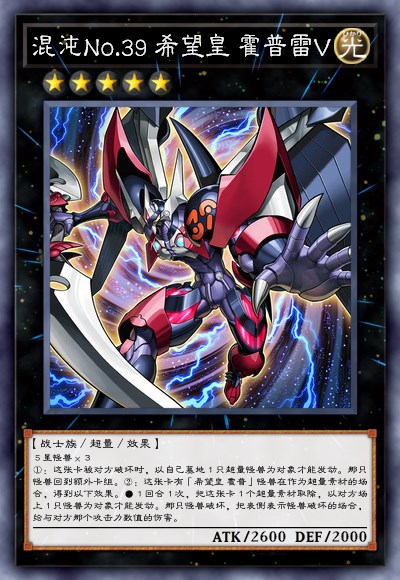 混沌No.39 希望皇 霍普雷V
光
39
【战士族／超量／效果】
5星怪兽×3
①：这张卡被对方破坏时，以自己墓地1只超量怪兽为对象才能发动。那只
怪兽回到额外卡组。②：这张卡有「希望皇 霍普」怪兽在作为超量素材的场
合，得到以下效果。●1回合1次，把这张卡1个超量素材取除，以对方场
上1只怪兽为对象才能发动。那只怪兽破坏，把表侧表示怪兽破坏的场合，
给与对方那个攻击力数值的伤害。
ATK/2600 DEF/2000